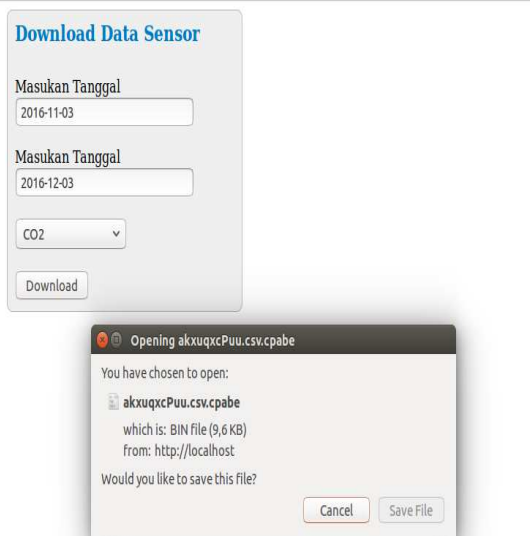 Download Data Sensor
Masukan Tanggal
2016-11-03
Masukan Tanggal
2016-12-03
CO2
Download
Opening akxuqxcPuu.csv.cpabe
You have chosen to open:
akxuqxcPuu.csv.cpabe
which is: BIN file (9,6 KB)
from: http://localhost
Would you like to save this file?
Cancel Save File